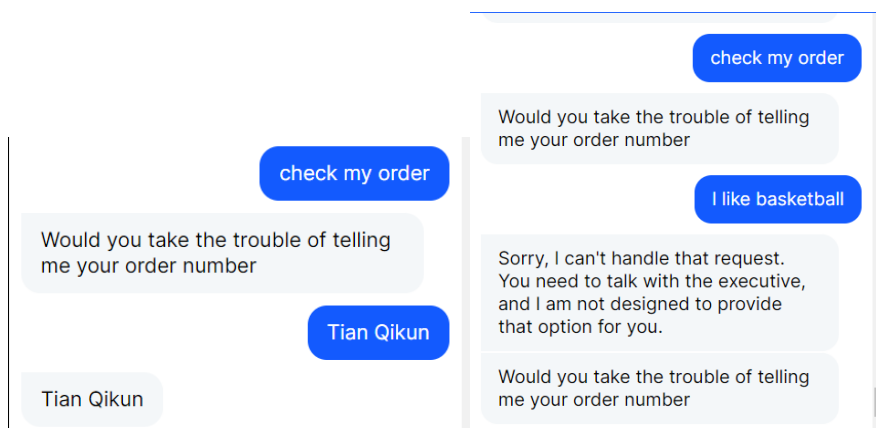 check my order
Would you take the trouble of telling
me your order number
Tian Qikun
Tian Qikun
check my order
Would you take the trouble of telling
me your order number
I like basketball
Sorry, I can't handle that request.
You need to talk with the executive,
and I am not designed to provide
that option for you.
Would you take the trouble of telling
me your order number